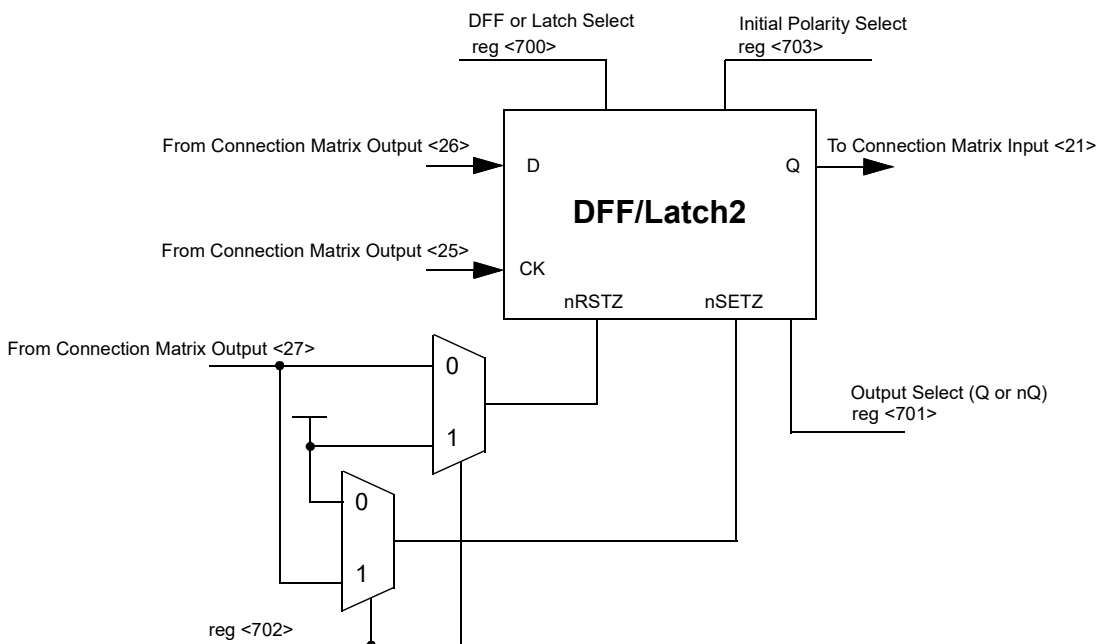 DFF or Latch Select
reg <700>
Initial Polarity Select
reg <703>
From Connection Matrix Output <26>
D
Q
To Connection Matrix Input <21>
DFF/Latch2
From Connection Matrix Output <25>
CK
nRSTZ
nSETZ
From Connection Matrix Output <27>
0
1
Output Select (Q or nQ)
reg <701>
0
1
reg <702>